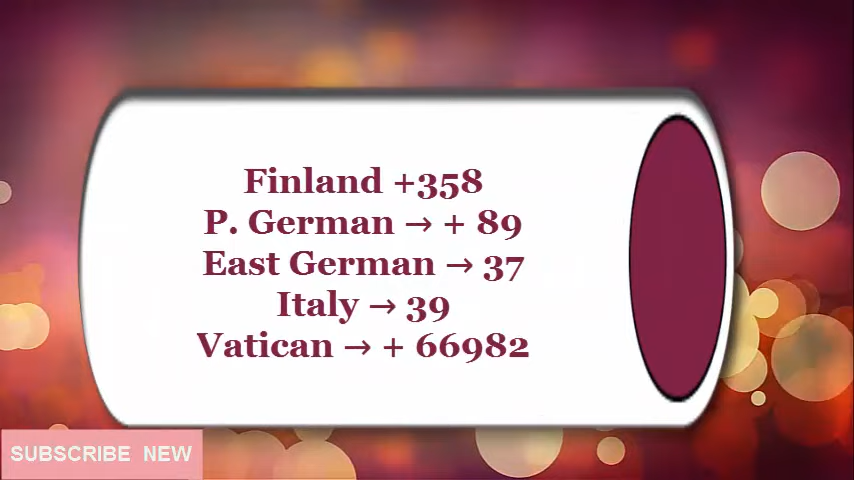 Finland +358
P. German → + 89
East German → 37
Italy → 39
Vatican → + 66982
SUBSCRIBE NEW